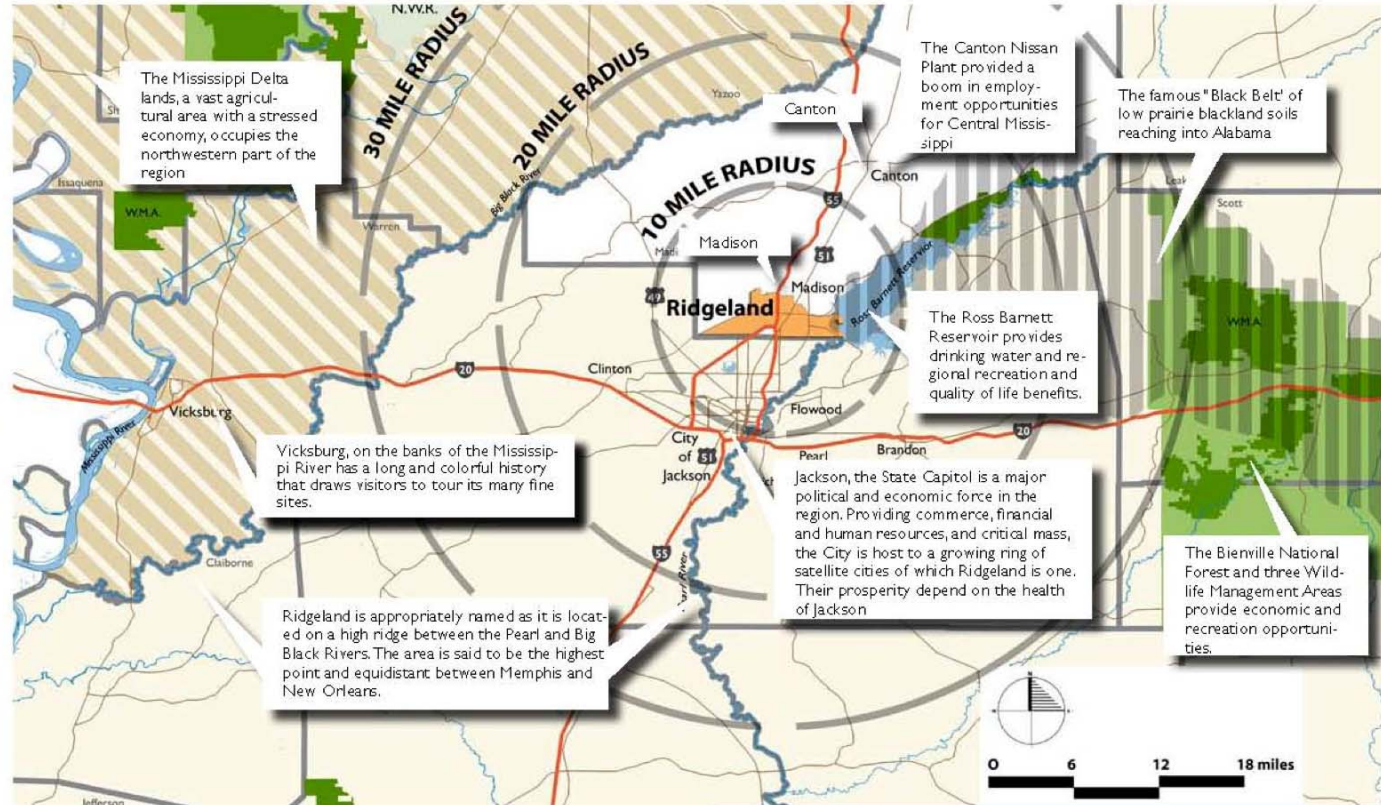 N.W.R.
The Mississippi Delta
lands, a vast agricul-
tural area with a stressed
economy, occupies the
northwestern part of the
region
30 MILE RADIUS
20 MILE RADIUS
10 MILE RADIUS
Yazoo
Canton
The Canton Nissan
Plant provided a
boom in employ-
ment opportunities
for Central Missis-
sippi
The famous "Black Belt' of
low prairie blackland soils
reaching into Alabama
Issaquena
W.M.A.
Warren
Big Black River
Canton
55
Leak
Scott
Madison
Madi
51
49
Madison
Ridgeland
Ross Barnett Reservior
W.M.A.
The Ross Barnett
Reservoir provides
drinking water and re-
gional recreation and
quality of life benefits.
20
Clinton
Vicksburg
Mississippi River
Flowood
20
City
of
Jackson
51
Pearl
Brandon
Vicksburg, on the banks of the Mississip-
pi River has a long and colorful history
that draws visitors to tour its many fine
sites.
Jackson, the State Capitol is a major
political and economic force in the
region. Providing commerce, financial
and human resources, and critical mass,
the City is host to a growing ring of
satellite cities of which Ridgeland is one.
Their prosperity depend on the health
of Jackson
55
Pearl River
Claiborne
Ridgeland is appropriately named as it is locat-
ed on a high ridge between the Pearl and Big
Black Rivers. The area is said to be the highest
point and equidistant between Memphis and
New Orleans.
The Bienville National
Forest and three Wild-
life Management Areas
provide economic and
recreation opportuni-
ties.
N
0 6 12 18 miles
Jefferson